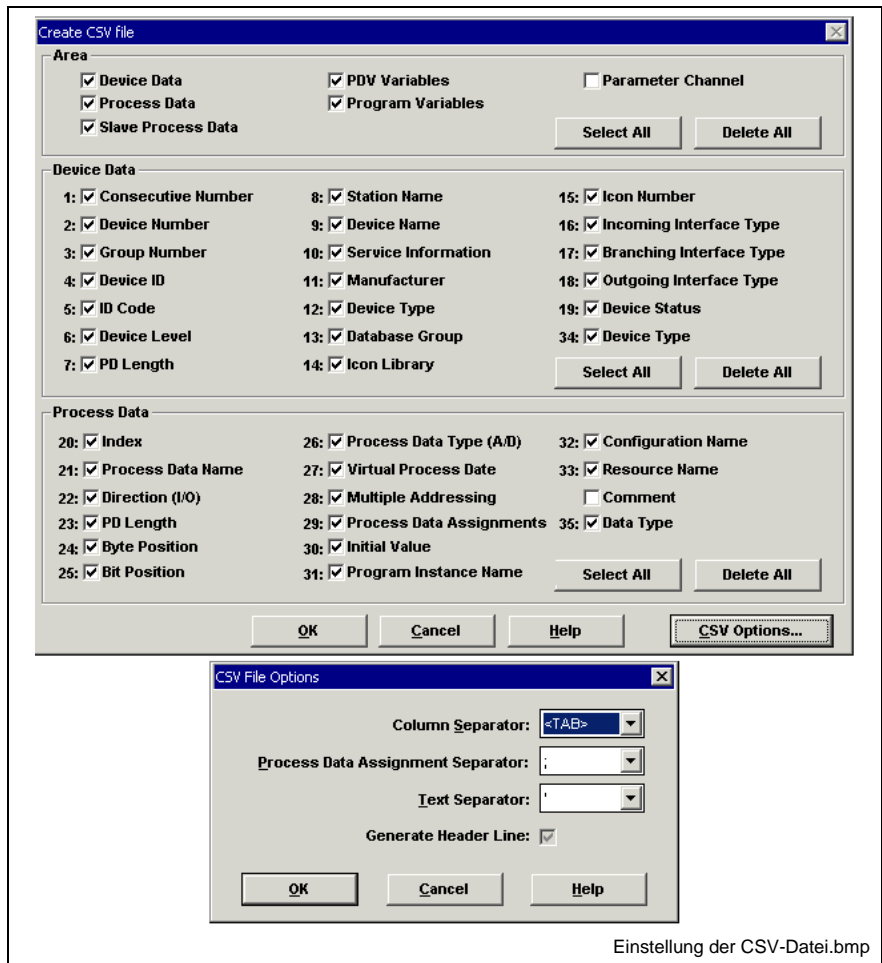 Create CSV file
Area
Device Data PDV Variables Parameter Channel
Process Data Program Variables
Slave Process Data Select All Delete All
Device Data
1: Consecutive Number 8: Station Name 15: Icon Number
2: Device Number 9: Device Name 16: Incoming Interface Type
3: Group Number 10: Service Information 17: Branching Interface Type
4: Device ID 11: Manufacturer 18: Outgoing Interface Type
5: ID Code 12: Device Type 19: Device Status
6: Device Level 13: Database Group 34: Device Type
7: PD Length 14: Icon Library Select All Delete All
Process Data
20: Index 26: Process Data Type (A/D) 32: Configuration Name
21: Process Data Name 27: Virtual Process Date 33: Resource Name
22: Direction (I/O) 28: Multiple Addressing Comment
23: PD Length 29: Process Data Assignments 35: Data Type
24: Byte Position 30: Initial Value
25: Bit Position 31: Program Instance Name Select All Delete All
OK Cancel Help CSV Options...
CSV File Options
Column Separator: <TAB>
Process Data Assignment Separator: ;
Text Separator: '
Generate Header Line:
OK Cancel Help
Einstellung der CSV-Datei.bmp